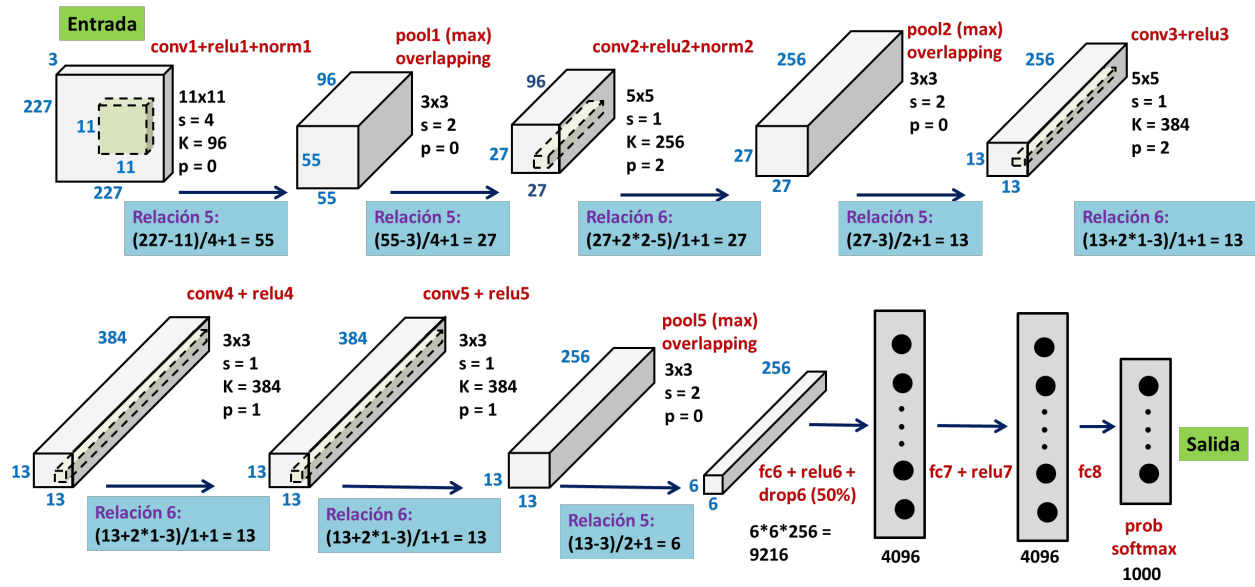 Entrada
conv1+relu1+norm1
3
227
11
11
227
11x11
s = 4
K = 96
p = 0
Relación 5:
(227-11)/4+1 = 55
pool1 (max)
overlapping
96
55
55
3x3
s = 2
p = 0
Relación 5:
(55-3)/4+1 = 27
conv2+relu2+norm2
96
27
27
5x5
s = 1
K = 256
p = 2
Relación 6:
(27+2*2-5)/1+1 = 27
pool2 (max)
overlapping
256
27
27
3x3
s = 2
p = 0
Relación 5:
(27-3)/2+1 = 13
conv3+relu3
256
13
13
5x5
s = 1
K = 384
p = 2
Relación 6:
(13+2*1-3)/1+1 = 13
conv4 + relu4
384
13
13
3x3
s = 1
K = 384
p = 1
Relación 6:
(13+2*1-3)/1+1 = 13
conv5 + relu5
384
13
13
3x3
s = 1
K = 384
p = 1
Relación 6:
(13+2*1-3)/1+1 = 13
pool5 (max)
overlapping
256
13
13
3x3
s = 2
p = 0
Relación 5:
(13-3)/2+1 = 6
256
6
6
fc6 + relu6 +
drop6 (50%)
6*6*256 =
9216
4096
fc7 + relu7
4096
fc8
Salida
prob
softmax
1000